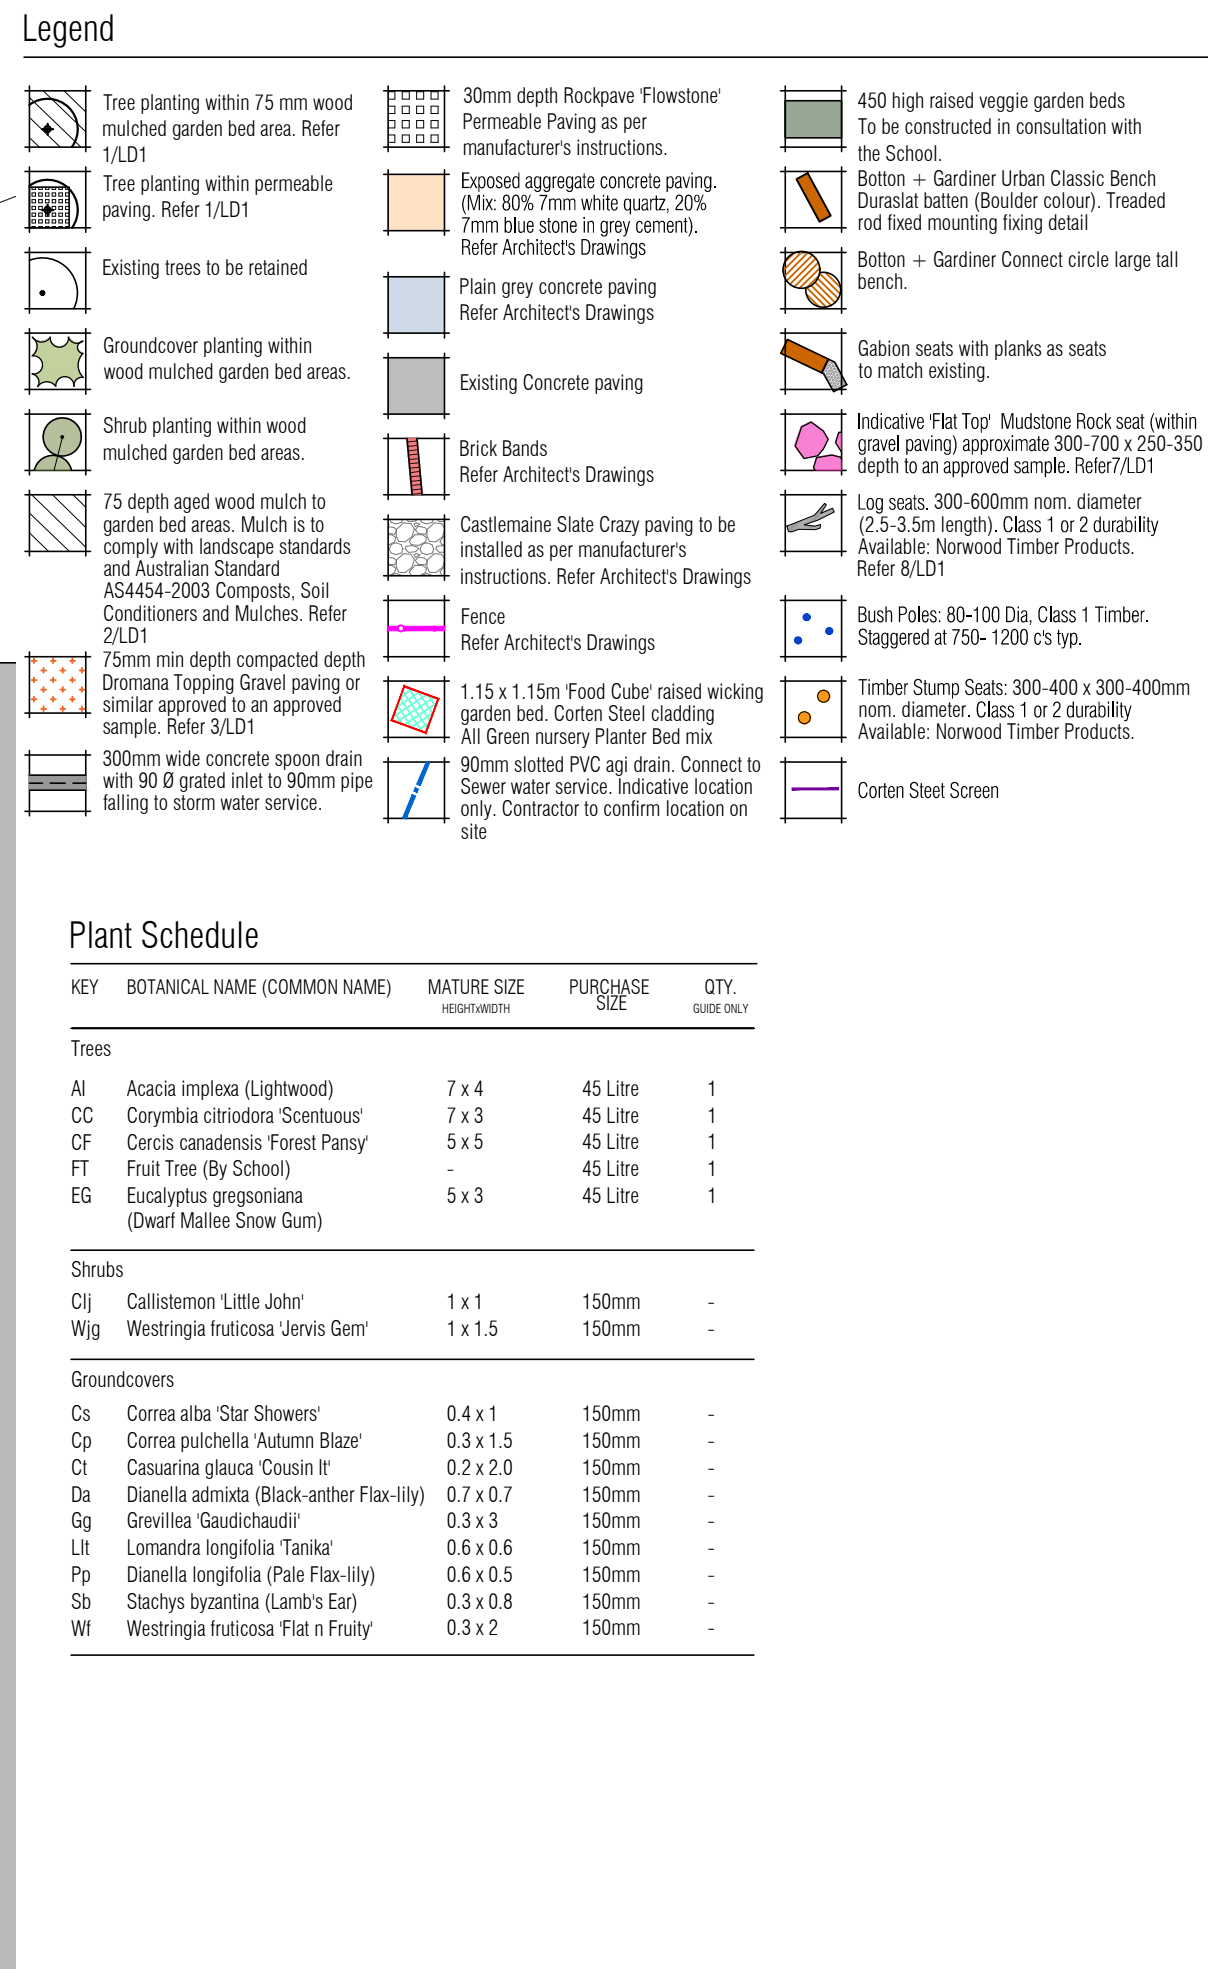 Legend
Tree planting within 75 mm wood
mulched garden bed area. Refer
1/LD1
Tree planting within permeable
paving. Refer 1/LD1
Existing trees to be retained
Groundcover planting within
wood mulched garden bed areas.
Shrub planting within wood
mulched garden bed areas.
75 depth aged wood mulch to
garden bed areas. Mulch is to
comply with landscape standards
and Australian Standard
AS4454-2003 Composts, Soil
Conditioners and Mulches. Refer
2/LD1
75mm min depth compacted depth
Dromana Topping Gravel paving or
similar approved to an approved
sample. Refer 3/LD1
300mm wide concrete spoon drain
with 90 Ø grated inlet to 90mm pipe
falling to storm water service.
30mm depth Rockpave 'Flowstone'
Permeable Paving as per
manufacturer's instructions.
Exposed aggregate concrete paving.
(Mix: 80% 7mm white quartz, 20%
7mm blue stone in grey cement).
Refer Architect's Drawings
Plain grey concrete paving
Refer Architect's Drawings
Existing Concrete paving
Brick Bands
Refer Architect's Drawings
Castlemaine Slate Crazy paving to be
installed as per manufacturer's
instructions. Refer Architect's Drawings
Fence
Refer Architect's Drawings
1.15 x 1.15m 'Food Cube' raised wicking
garden bed. Corten Steel cladding
All Green nursery Planter Bed mix
90mm slotted PVC agi drain. Connect to
Sewer water service. Indicative location
only. Contractor to confirm location on
site
450 high raised veggie garden beds
To be constructed in consultation with
the School.
Botton + Gardiner Urban Classic Bench
Duraslat batten (Boulder colour). Treaded
rod fixed mounting fixing detail
Botton + Gardiner Connect circle large tall
bench.
Gabion seats with planks as seats
to match existing.
Indicative 'Flat Top' Mudstone Rock seat (within
gravel paving) approximate 300-700 x 250-350
depth to an approved sample. Refer7/LD1
Log seats. 300-600mm nom. diameter
(2.5-3.5m length). Class 1 or 2 durability
Available: Norwood Timber Products.
Refer 8/LD1
Bush Poles: 80-100 Dia, Class 1 Timber.
Staggered at 750- 1200 c's typ.
Timber Stump Seats: 300-400 x 300-400mm
nom. diameter. Class 1 or 2 durability
Available: Norwood Timber Products.
Corten Steet Screen
Plant Schedule
KEY BOTANICAL NAME (COMMON NAME) MATURE SIZE PURCHASE QTY.
HEIGHTxWIDTH SIZE GUIDE ONLY
Trees
AI Acacia implexa (Lightwood) 7 x 4 45 Litre 1
CC Corymbia citriodora 'Scentuous' 7 x 3 45 Litre 1
CF Cercis canadensis 'Forest Pansy' 5 x 5 45 Litre 1
FT Fruit Tree (By School) - 45 Litre 1
EG Eucalyptus gregsoniana 5 x 3 45 Litre 1
(Dwarf Mallee Snow Gum)
Shrubs
Clj Callistemon 'Little John' 1 x 1 150mm -
Wjg Westringia fruticosa 'Jervis Gem' 1 x 1.5 150mm -
Groundcovers
Cs Correa alba 'Star Showers' 0.4 x 1 150mm -
Cp Correa pulchella 'Autumn Blaze' 0.3 x 1.5 150mm -
Ct Casuarina glauca 'Cousin It' 0.2 x 2.0 150mm -
Da Dianella admixta (Black-anther Flax-lily) 0.7 x 0.7 150mm -
Gg Grevillea 'Gaudichaudii' 0.3 x 3 150mm -
Llt Lomandra longifolia 'Tanika' 0.6 x 0.6 150mm -
Pp Dianella longifolia (Pale Flax-lily) 0.6 x 0.5 150mm -
Sb Stachys byzantina (Lamb's Ear) 0.3 x 0.8 150mm -
Wf Westringia fruticosa 'Flat n Fruity' 0.3 x 2 150mm -